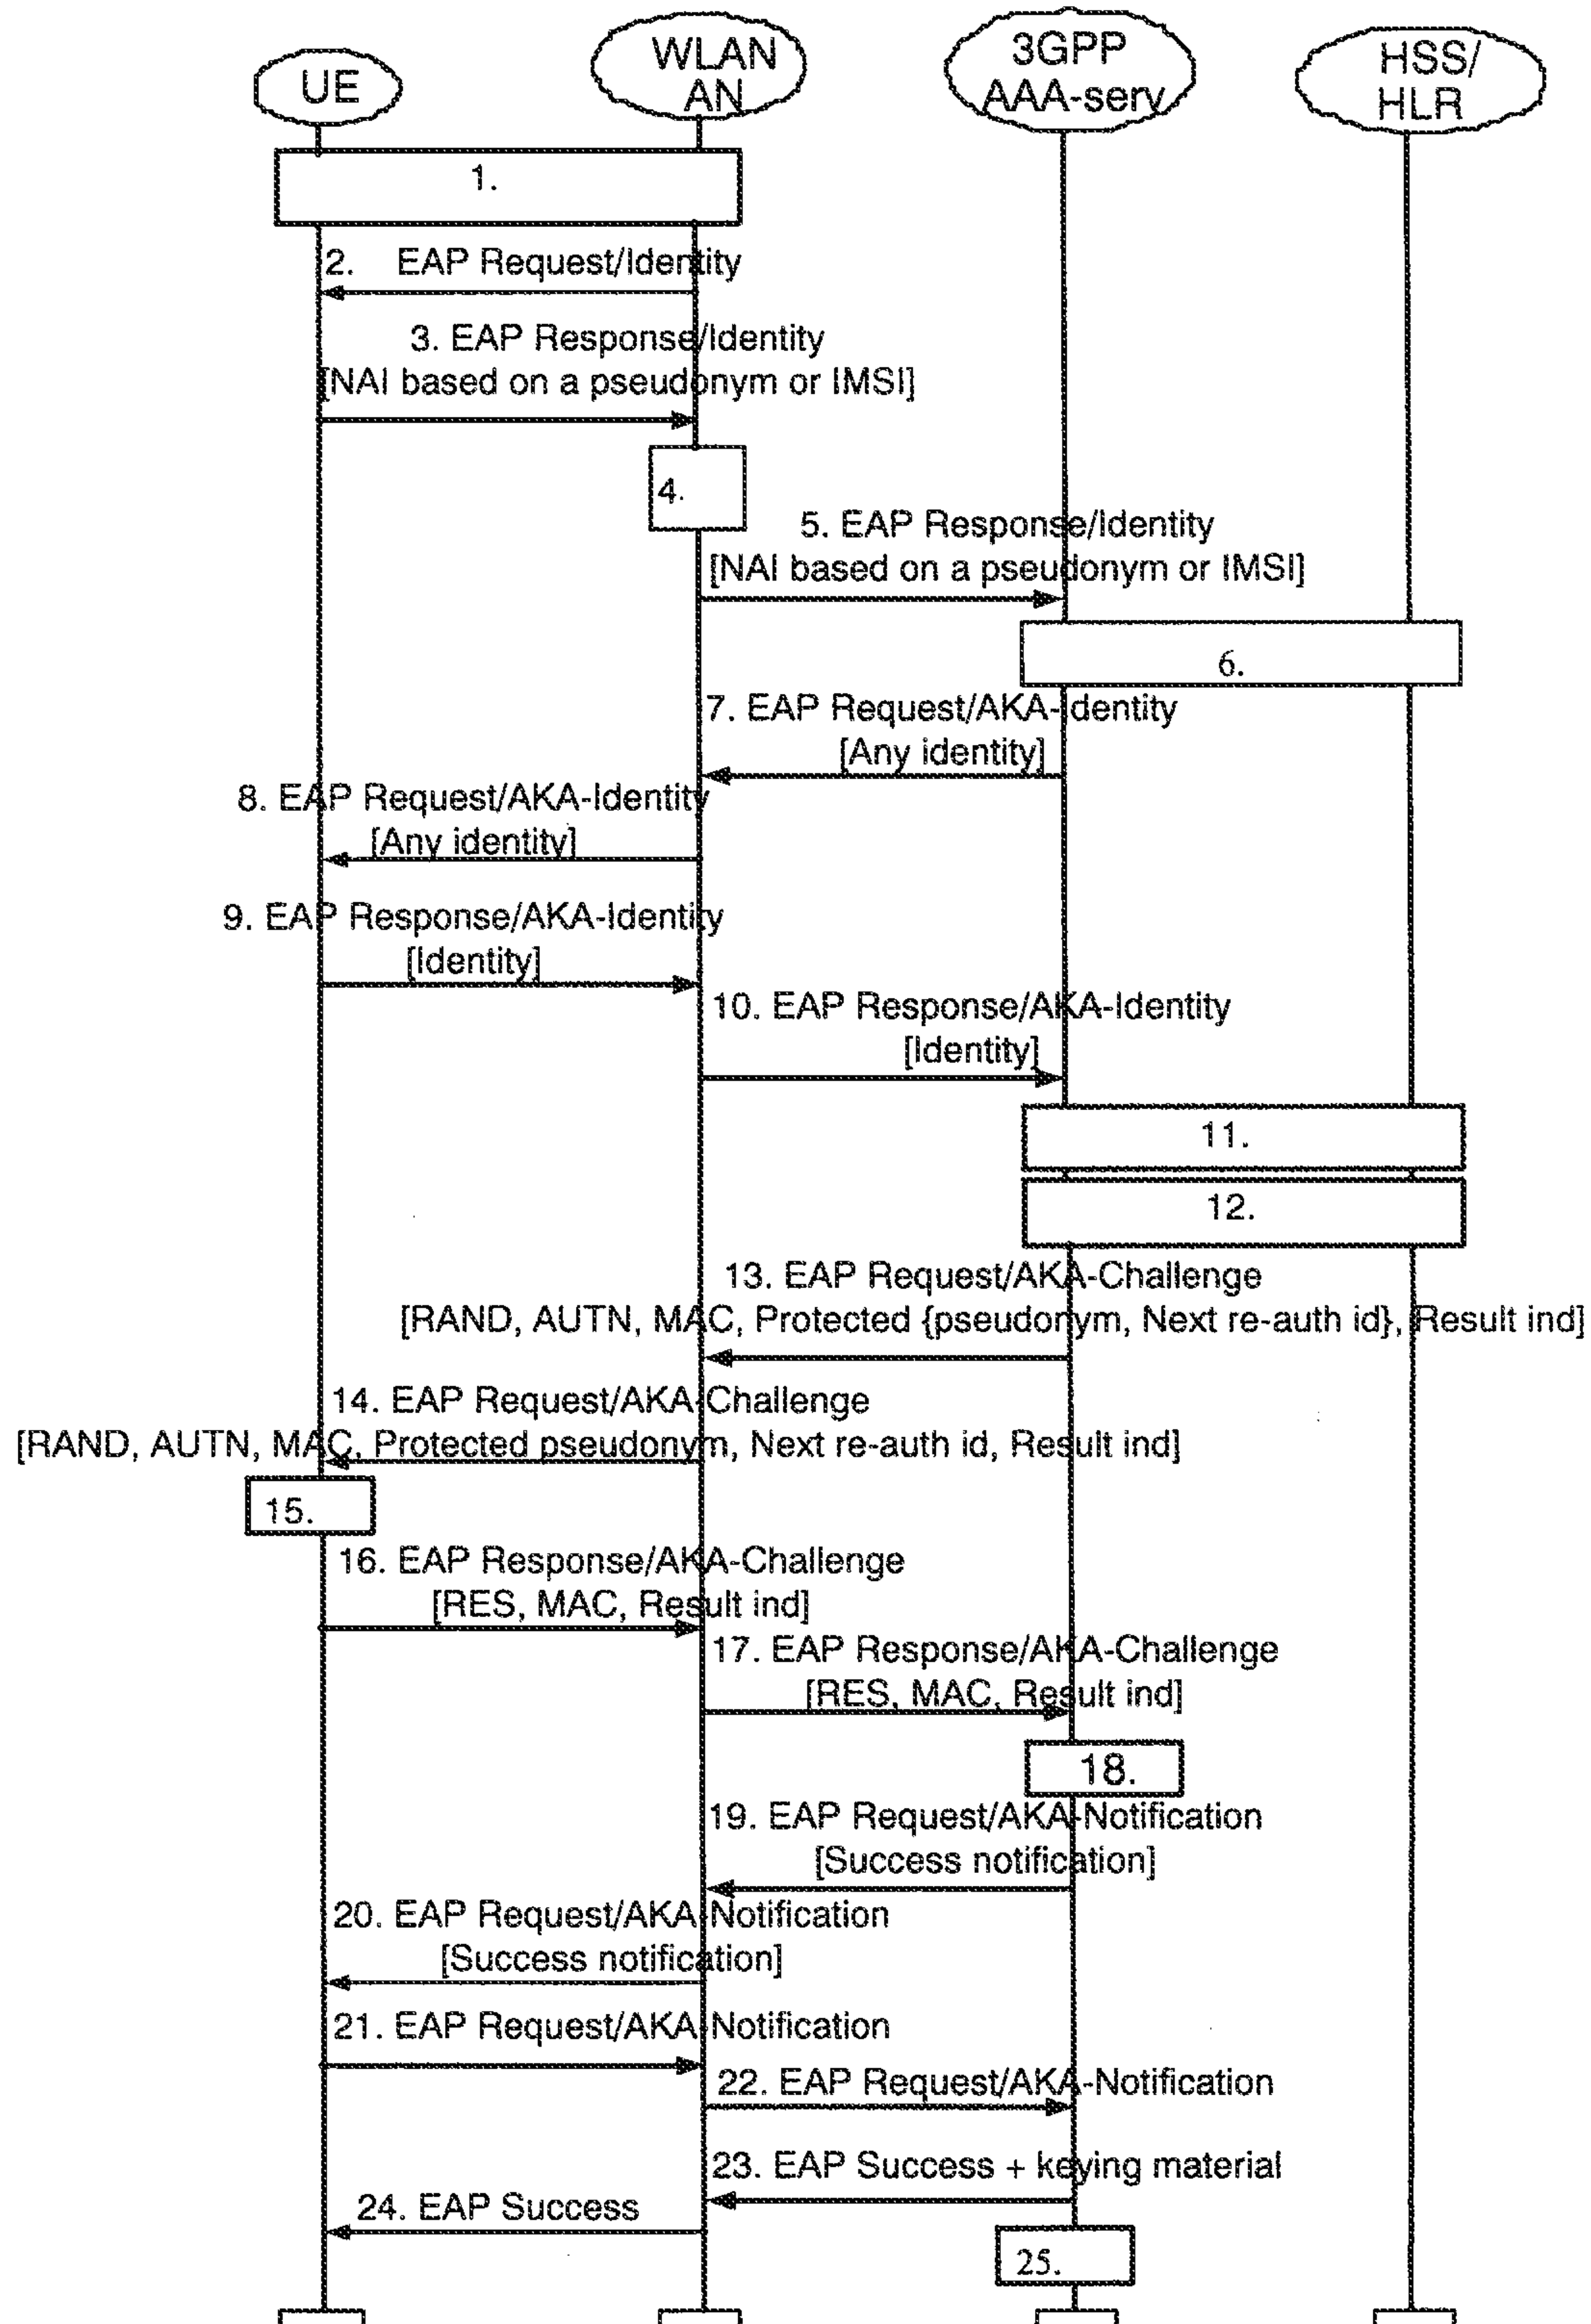 UE
WLAN
AN
3GPP
AAA-serv
HSS/
HLR
1.
2. EAP Request/Identity
3. EAP Response/Identity
[NAI based on a pseudonym or IMSI]
4.
5. EAP Response/Identity
[NAI based on a pseudonym or IMSI]
6.
7. EAP Request/AKA-Identity
[Any identity]
8. EAP Request/AKA-Identity
[Any identity]
9. EAP Response/AKA-Identity
[Identity]
10. EAP Response/AKA-Identity
[Identity]
11.
12.
13. EAP Request/AKA-Challenge
[RAND, AUTN, MAC, Protected {pseudonym, Next re-auth id}, Result ind]
14. EAP Request/AKA-Challenge
[RAND, AUTN, MAC, Protected pseudonym, Next re-auth id, Result ind]
15.
16. EAP Response/AKA-Challenge
[RES, MAC, Result ind]
17. EAP Response/AKA-Challenge
[RES, MAC, Result ind]
18.
19. EAP Request/AKA-Notification
[Success notification]
20. EAP Request/AKA-Notification
[Success notification]
21. EAP Request/AKA-Notification
22. EAP Request/AKA-Notification
23. EAP Success + keying material
24. EAP Success
25.